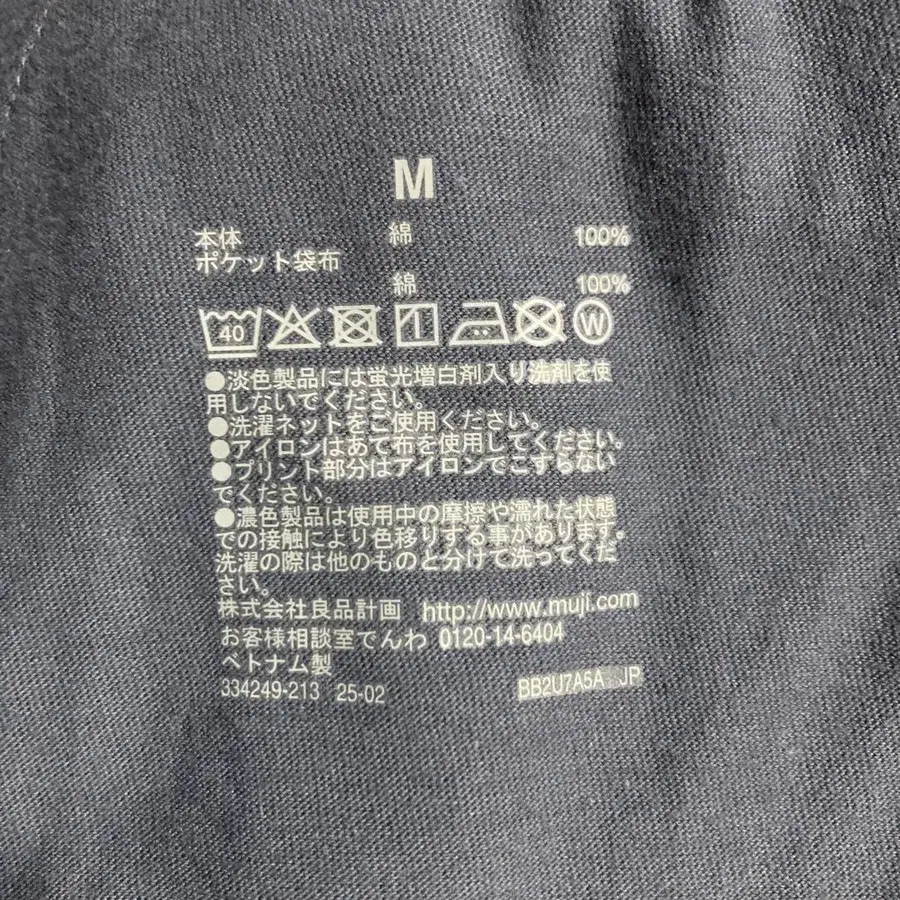 M
本体 綿 100%
ポケット袋布
綿 100%
40 W
●淡色製品には蛍光増白剤入り洗剤を使
用しないでください。
●洗濯ネットをご使用ください。
●アイロンはあて布を使用してください。
●プリント部分はアイロンでこすらない
でください。
●濃色製品は使用中の摩擦や濡れた状態
での接触により色移りする事があります。
洗濯の際は他のものと分けて洗ってくだ
さい。
株式会社良品計画 http://www.muji.com
お客様相談室でんわ 0120-14-6404
ベトナム製
334249-213 25-02 BB2U7A5A JP